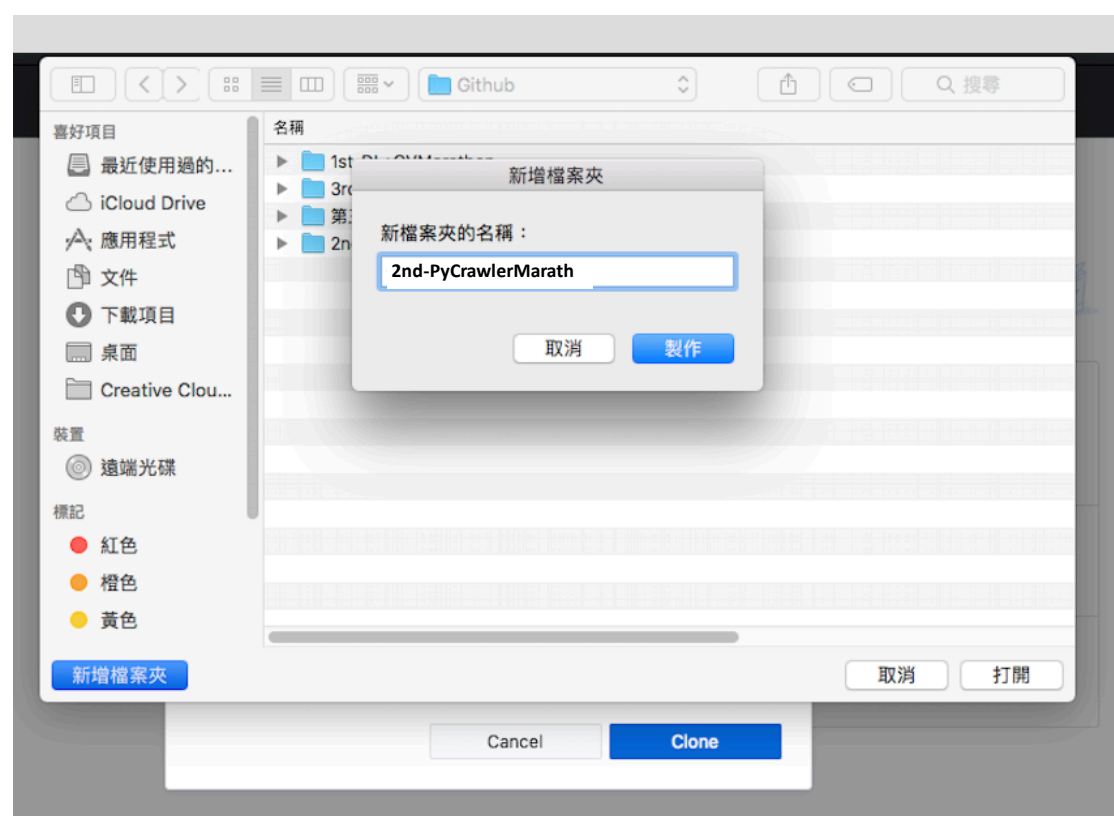 Github
搜尋
喜好項目
名稱
最近使用過的...
1st
新增檔案夾
iCloud Drive
應用程式
新檔案夾的名稱：
文件
2nd-PyCrawlerMarath
下載項目
桌面
取消
製作
Creative Clou...
裝置
遠端光碟
標記
紅色
橙色
黃色
新增檔案夾
取消
打開
Cancel
Clone